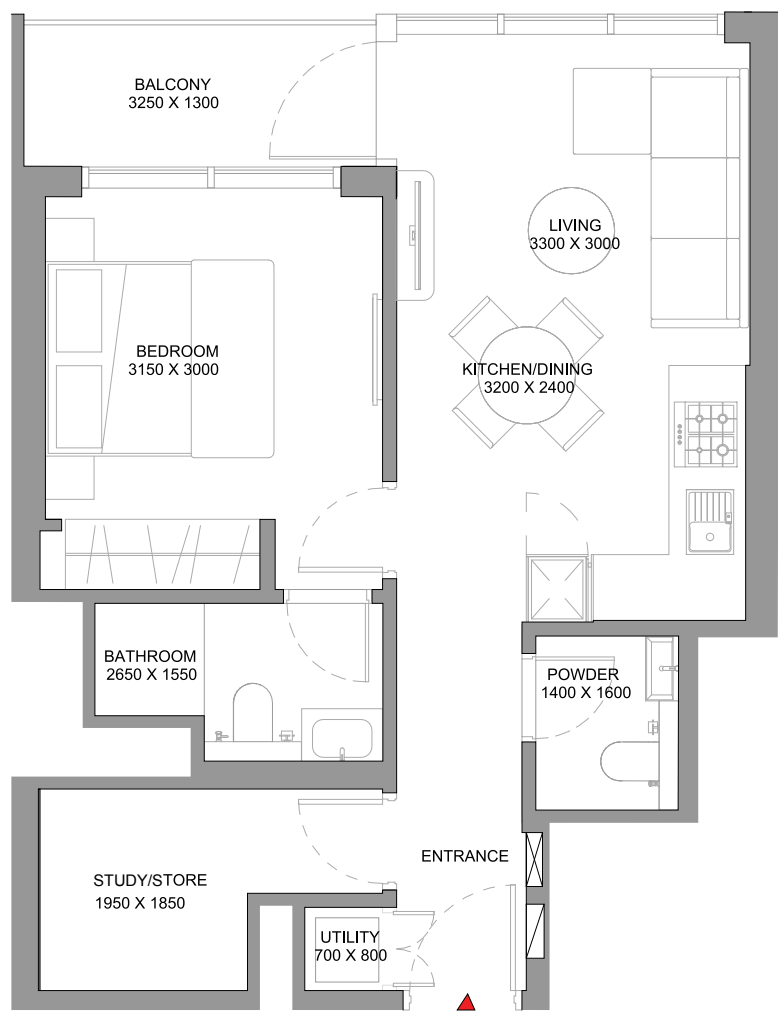 BALCONY
3250 X 1300
LIVING
3300 X 3000
BEDROOM
3150 X 3000
KITCHEN/DINING
3200 X 2400
BATHROOM
2650 X 1550
POWDER
1400 X 1600
ENTRANCE
STUDY/STORE
1950 X 1850
UTILITY
700 X 800